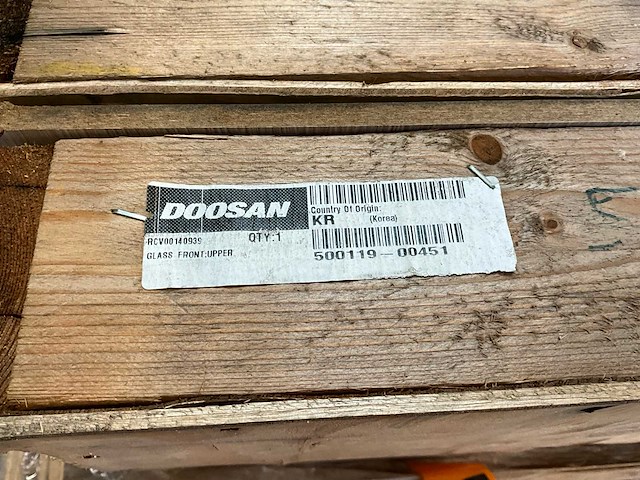 DOOSAN
Country Of Origin:
KR (Korea)
RCV00140939 QTY:1
GLASS FRONT;UPPER
500119-00451